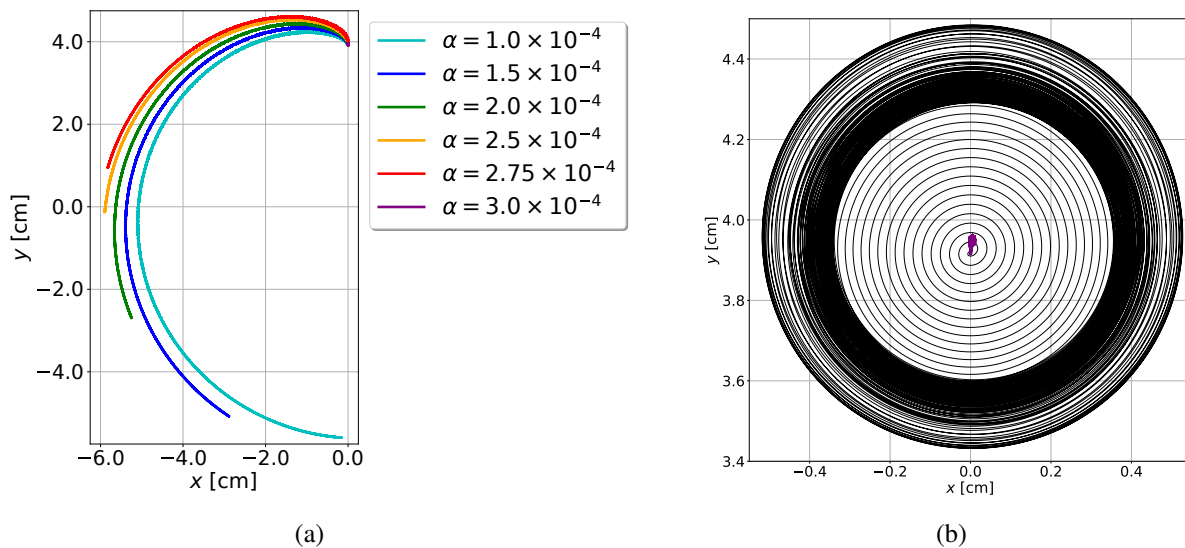 4.0
2.0
0.0
−2.0
−4.0
y [cm]
−6.0 −4.0 −2.0 0.0
x [cm]
α = 1.0 × 10⁻⁴
α = 1.5 × 10⁻⁴
α = 2.0 × 10⁻⁴
α = 2.5 × 10⁻⁴
α = 2.75 × 10⁻⁴
α = 3.0 × 10⁻⁴
(a)
4.4
4.2
4.0
3.8
3.6
3.4
y [cm]
−0.4 −0.2 0.0 0.2 0.4
x [cm]
(b)